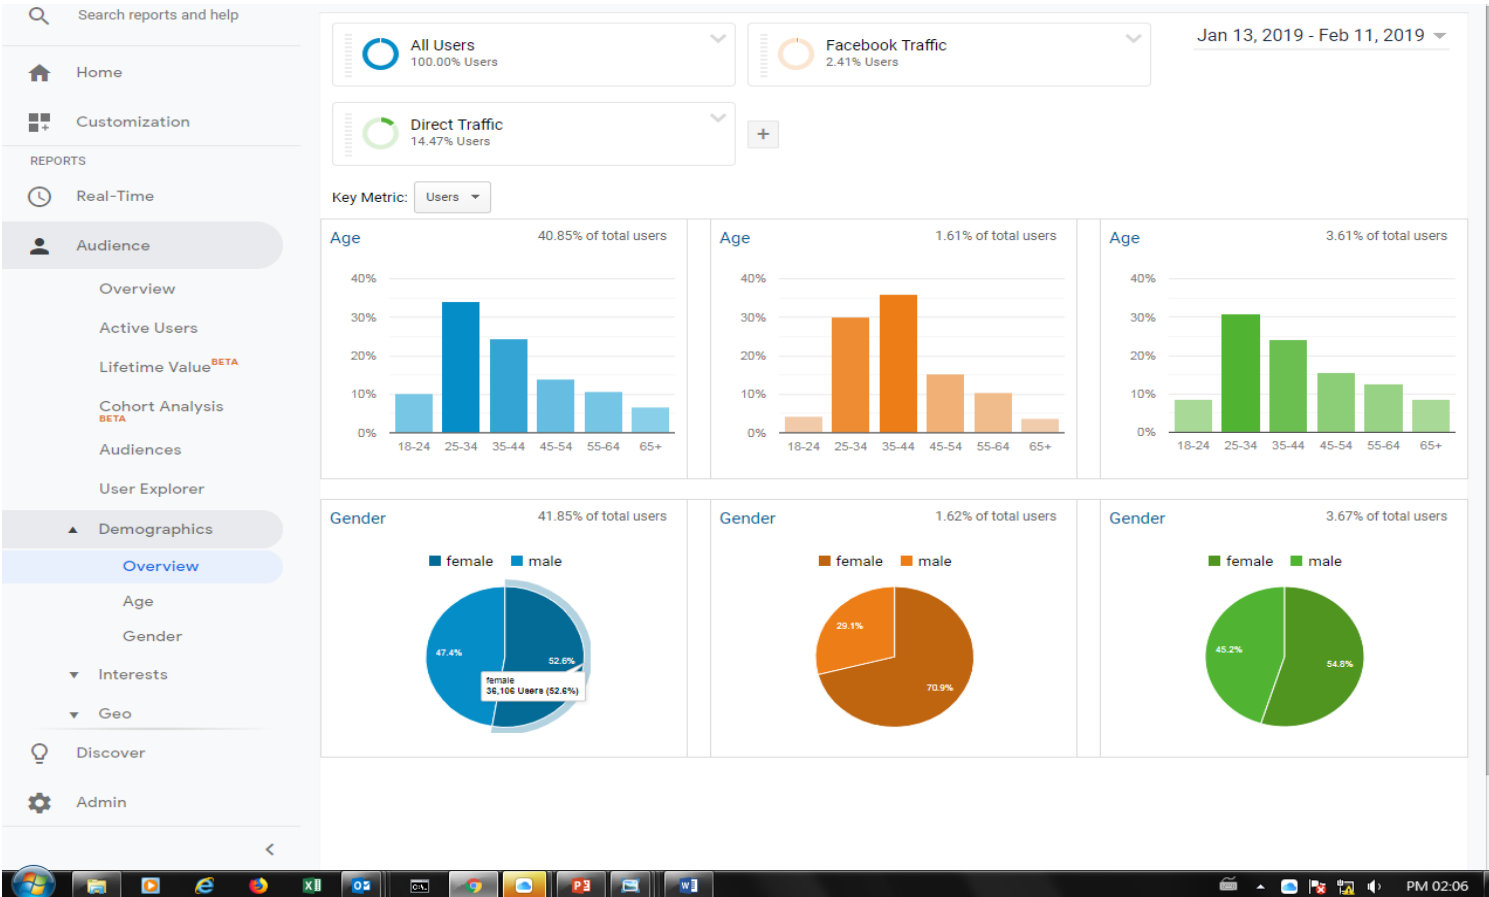 Search reports and help
Home
Customization
REPORTS
Real-Time
Audience
Overview
Active Users
Lifetime Value BETA
Cohort Analysis
BETA
Audiences
User Explorer
Demographics
Overview
Age
Gender
Interests
Geo
Discover
Admin
All Users
100.00% Users
Facebook Traffic
2.41% Users
Jan 13, 2019 - Feb 11, 2019
Direct Traffic
14.47% Users
+
Key Metric: Users
Age 40.85% of total users
40%
30%
20%
10%
0%
18-24 25-34 35-44 45-54 55-64 65+
Age 1.61% of total users
40%
30%
20%
10%
0%
18-24 25-34 35-44 45-54 55-64 65+
Age 3.61% of total users
40%
30%
20%
10%
0%
18-24 25-34 35-44 45-54 55-64 65+
Gender 41.85% of total users
female male
47.4%
52.6%
female
36,106 Users (52.6%)
Gender 1.62% of total users
female male
29.1%
70.9%
Gender 3.67% of total users
female male
45.2%
54.8%
PM 02:06